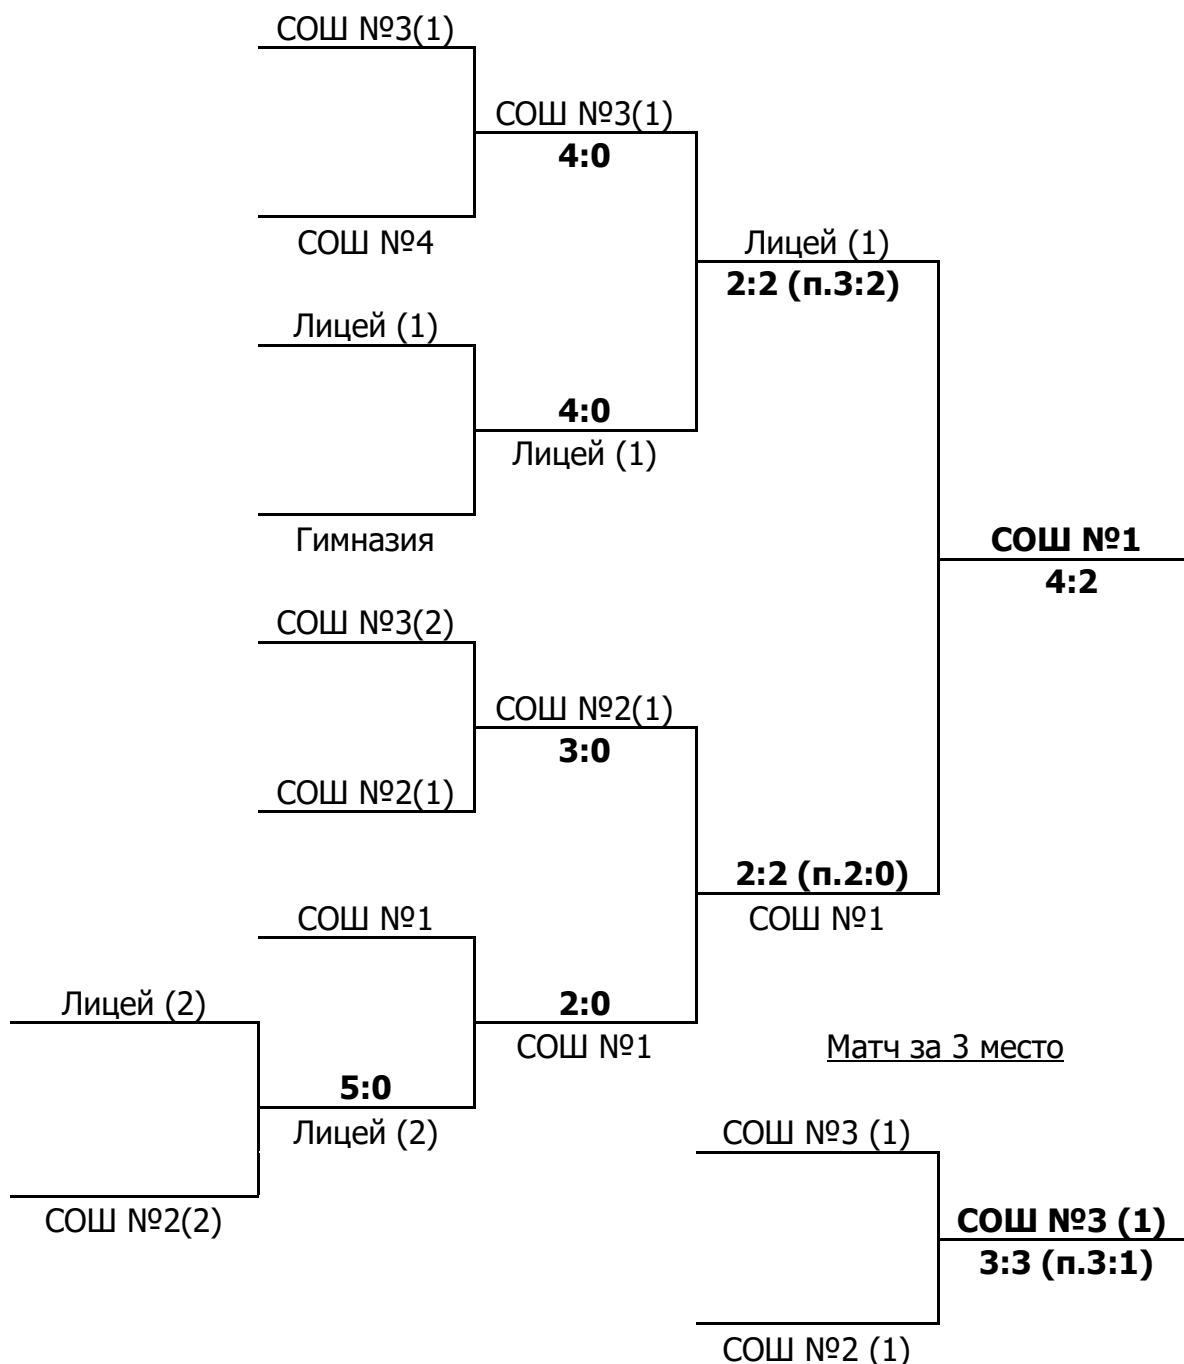 СОШ №3(1)
СОШ №3(1)
4:0
СОШ №4
Лицей (1)
2:2 (п.3:2)
Лицей (1)
4:0
Лицей (1)
Гимназия
СОШ №1
4:2
СОШ №3(2)
СОШ №2(1)
3:0
СОШ №2(1)
2:2 (п.2:0)
СОШ №1
СОШ №1
Лицей (2)
2:0
СОШ №1
Матч за 3 место
5:0
Лицей (2)
СОШ №3 (1)
СОШ №2(2)
СОШ №3 (1)
3:3 (п.3:1)
СОШ №2 (1)